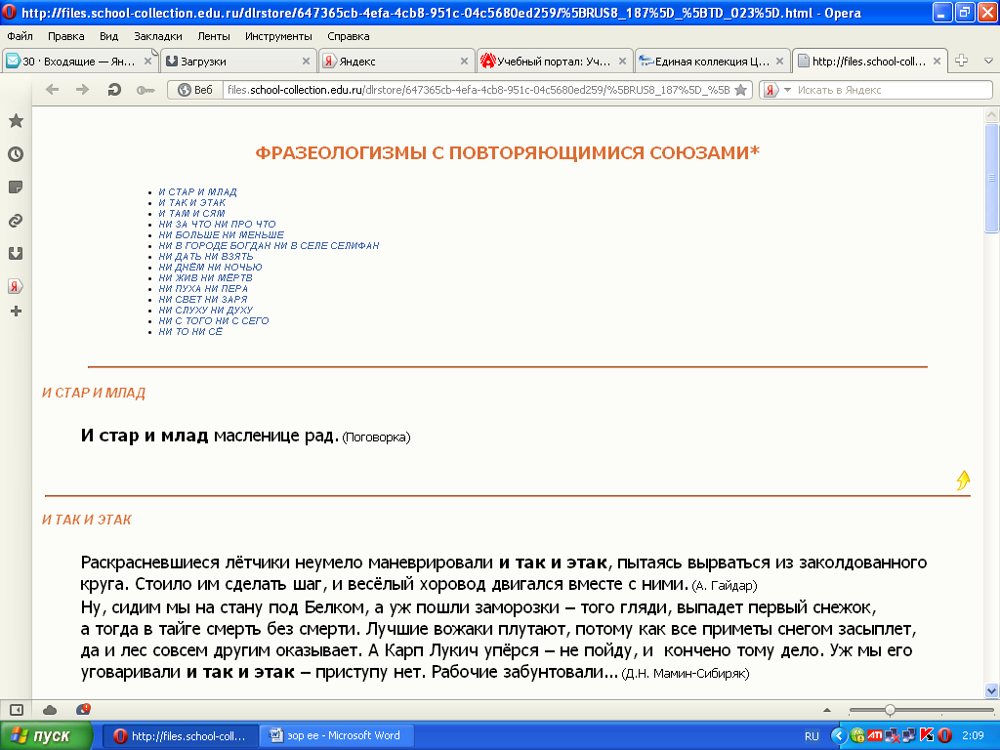 http://files.school-collection.edu.ru/dlrstore/647365cb-4efa-4cb8-951c-04c5680ed259/%5BRUS8_187%5D_%5BTD_023%5D.html - Opera
Файл Правка Вид Закладки Ленты Инструменты Справка
30 · Входящие — Ян... Загрузки Яндекс Учебный портал: Уч... Единая коллекция Ц... http://files.school-coll...
Веб files.school-collection.edu.ru/dlrstore/647365cb-4efa-4cb8-951c-04c5680ed259/%5BRUS8_187%5D_%5B Искать в Яндекс
ФРАЗЕОЛОГИЗМЫ С ПОВТОРЯЮЩИМИСЯ СОЮЗАМИ*
И СТАР И МЛАД
И ТАК И ЭТАК
И ТАМ И СЯМ
НИ ЗА ЧТО НИ ПРО ЧТО
НИ БОЛЬШЕ НИ МЕНЬШЕ
НИ В ГОРОДЕ БОГДАН НИ В СЕЛЕ СЕЛИФАН
НИ ДАТЬ НИ ВЗЯТЬ
НИ ДНЁМ НИ НОЧЬЮ
НИ ЖИВ НИ МЁРТВ
НИ ПУХА НИ ПЕРА
НИ СВЕТ НИ ЗАРЯ
НИ СЛУХУ НИ ДУХУ
НИ С ТОГО НИ С СЕГО
НИ ТО НИ СЁ
И СТАР И МЛАД
И стар и млад масленице рад. (Поговорка)
И ТАК И ЭТАК
Раскрасневшиеся лётчики неумело маневрировали и так и этак, пытаясь вырваться из заколдованного
круга. Стоило им сделать шаг, и весёлый хоровод двигался вместе с ними. (А. Гайдар)
Ну, сидим мы на стану под Белком, а уж пошли заморозки – того гляди, выпадет первый снежок,
а тогда в тайге смерть без смерти. Лучшие вожаки плутают, потому как все приметы снегом засыплет,
да и лес совсем другим оказывает. А Карп Лукич упёрся – не пойду, и кончено тому дело. Уж мы его
уговаривали и так и этак – приступу нет. Рабочие забунтовали... (Д.Н. Мамин-Сибиряк)
пуск http://files.school-coll... эор ее - Microsoft Word RU ATI 2:09